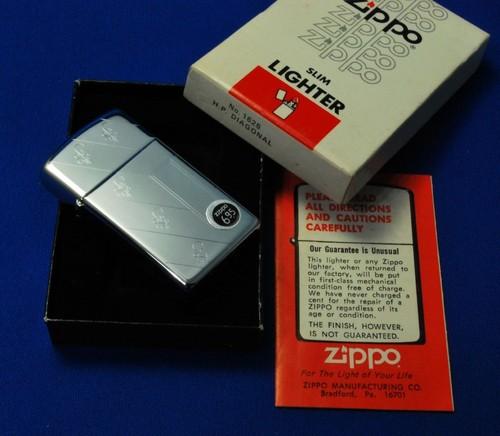 Zippo
Zippo
Zippo
Zippo
SLIM
LIGHTER
No. 1625
H.P. DIAGONAL
PLEASE READ
ALL DIRECTIONS
AND CAUTIONS
CAREFULLY
Our Guarantee is Unusual
This lighter or any Zippo
lighter, when returned to
our factory, will be put
in first-class mechanical
condition free of charge.
We have never charged a
cent for the repair of a
ZIPPO regardless of its
age or condition.
THE FINISH, HOWEVER,
IS NOT GUARANTEED.
zippo
For The Light of Your Life
ZIPPO MANUFACTURING CO.
Bradford, Pa. 16701